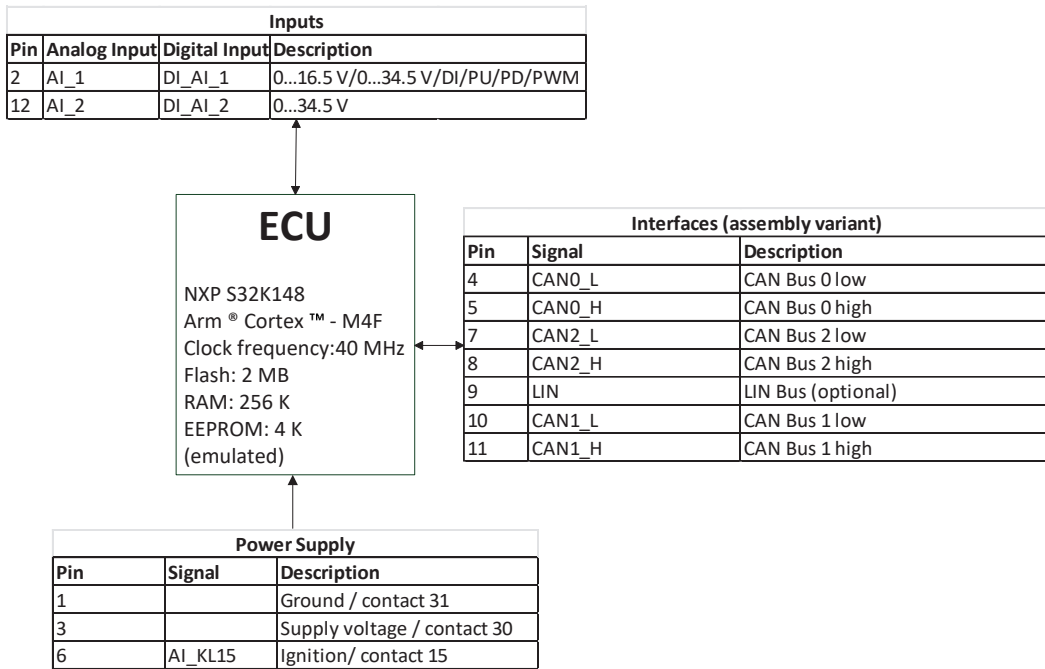 Inputs
Pin Analog Input Digital Input Description
2 AI_1 DI_AI_1 0...16.5 V/0...34.5 V/DI/PU/PD/PWM
12 AI_2 DI_AI_2 0...34.5 V
ECU
NXP S32K148
Arm ® Cortex ™ - M4F
Clock frequency:40 MHz
Flash: 2 MB
RAM: 256 K
EEPROM: 4 K
(emulated)
Interfaces (assembly variant)
Pin Signal Description
4 CAN0_L CAN Bus 0 low
5 CAN0_H CAN Bus 0 high
7 CAN2_L CAN Bus 2 low
8 CAN2_H CAN Bus 2 high
9 LIN LIN Bus (optional)
10 CAN1_L CAN Bus 1 low
11 CAN1_H CAN Bus 1 high
Power Supply
Pin Signal Description
1 Ground / contact 31
3 Supply voltage / contact 30
6 AI_KL15 Ignition/ contact 15